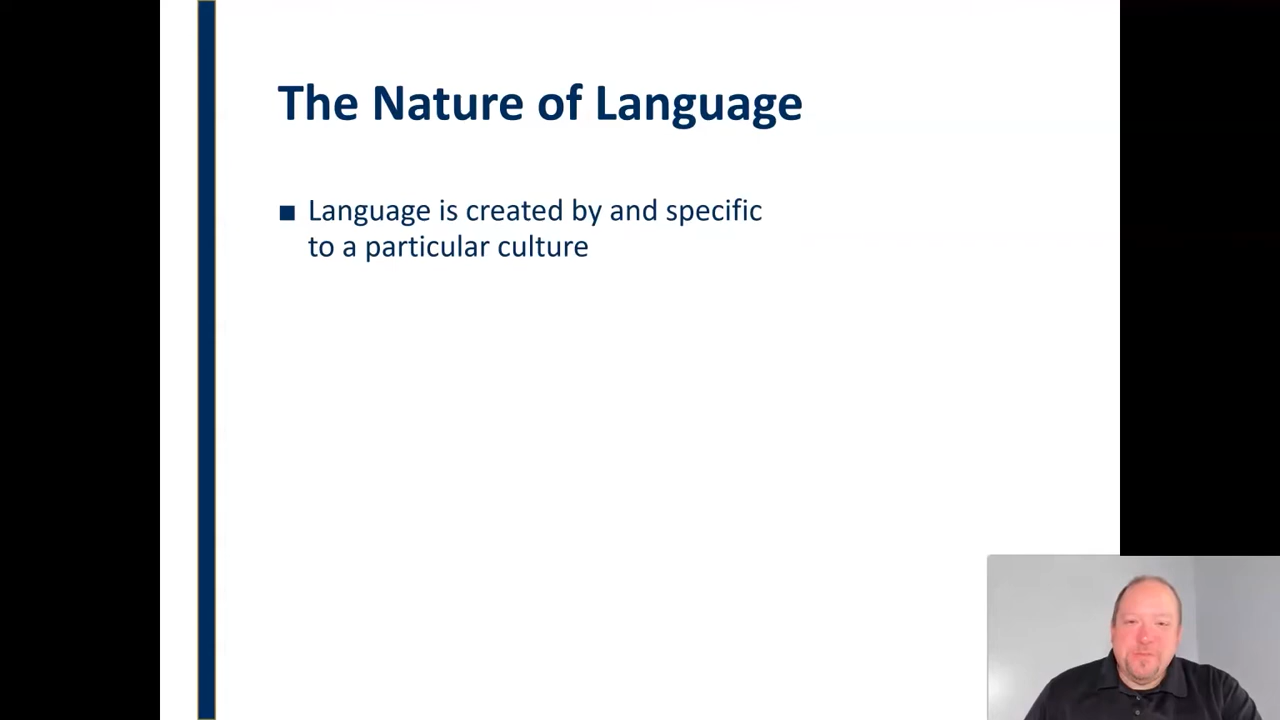 The Nature of Language
■ Language is created by and specific
to a particular culture